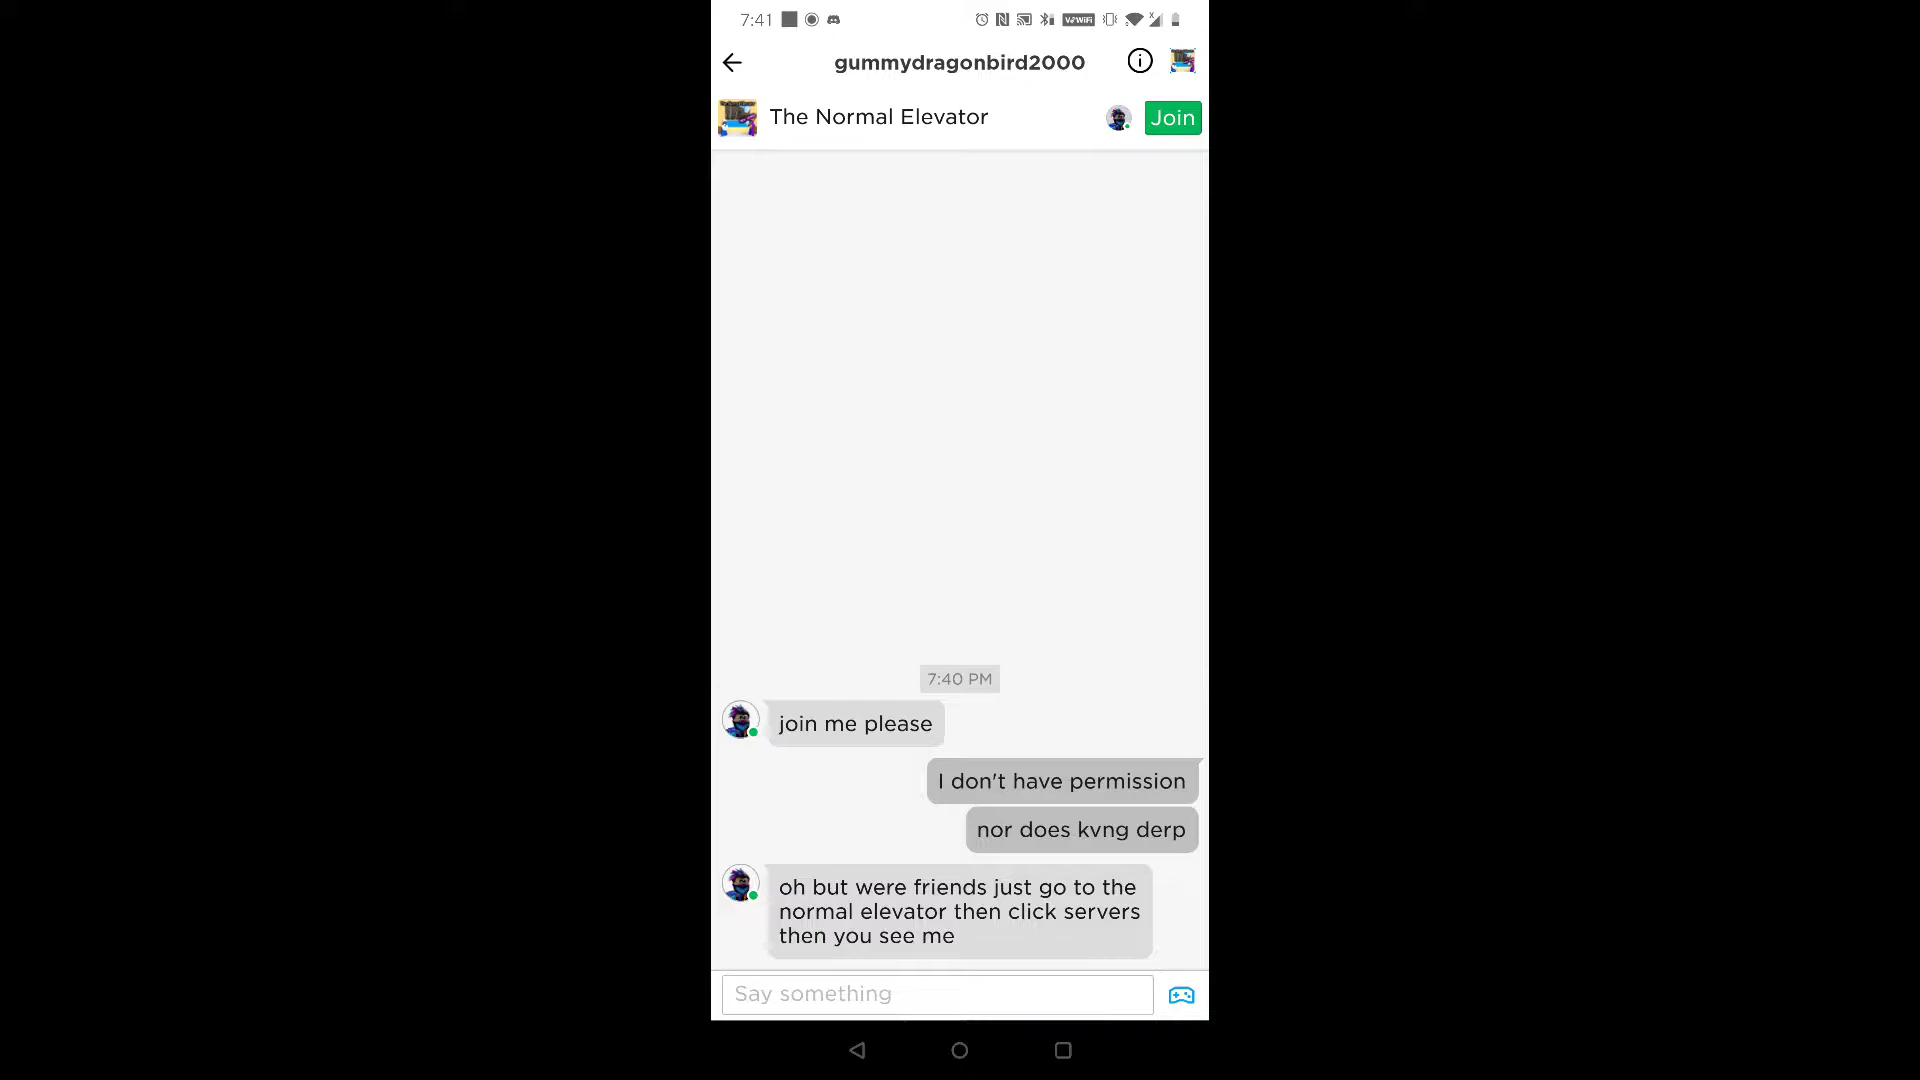 7:41
VoWiFi
gummydragonbird2000
The Normal Elevator
Join
7:40 PM
join me please
I don't have permission
nor does kvng derp
oh but were friends just go to the
normal elevator then click servers
then you see me
Say something